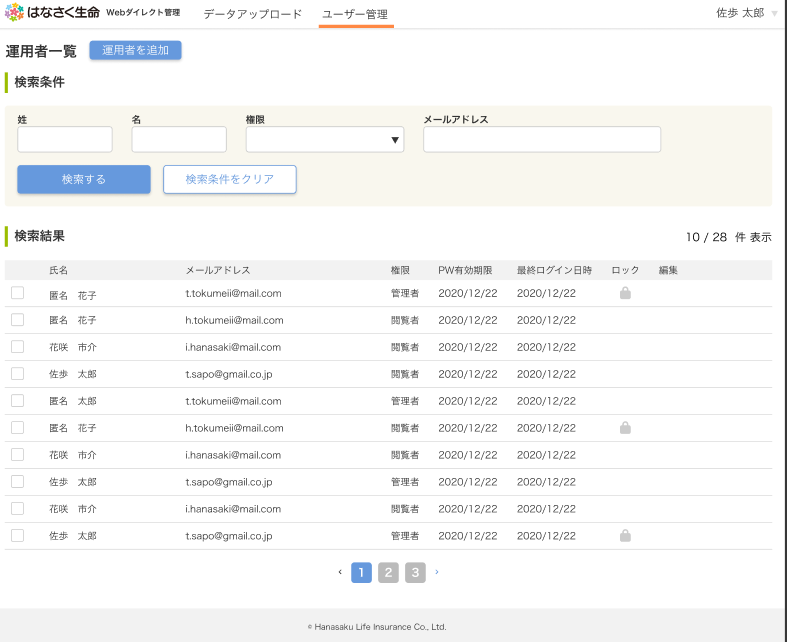 はなさく生命 Webダイレクト管理 データアップロード ユーザー管理 佐歩 太郎 ▼
運用者一覧 運用者を追加
検索条件
姓 名 権限 メールアドレス
▼
検索する 検索条件をクリア
検索結果 10 / 28 件 表示
氏名 メールアドレス 権限 PW有効期限 最終ログイン日時 ロック 編集
匿名 花子 t.tokumeii@mail.com 管理者 2020/12/22 2020/12/22
匿名 花子 h.tokumeii@mail.com 閲覧者 2020/12/22 2020/12/22
花咲 市介 i.hanasaki@mail.com 閲覧者 2020/12/22 2020/12/22
佐歩 太郎 t.sapo@gmail.co.jp 閲覧者 2020/12/22 2020/12/22
匿名 太郎 t.tokumeii@mail.com 管理者 2020/12/22 2020/12/22
匿名 花子 h.tokumeii@mail.com 閲覧者 2020/12/22 2020/12/22
花咲 市介 i.hanasaki@mail.com 閲覧者 2020/12/22 2020/12/22
佐歩 太郎 t.sapo@gmail.co.jp 管理者 2020/12/22 2020/12/22
花咲 市介 i.hanasaki@mail.com 閲覧者 2020/12/22 2020/12/22
佐歩 太郎 t.sapo@gmail.co.jp 管理者 2020/12/22 2020/12/22
‹ 1 2 3 ›
© Hanasaku Life Insurance Co., Ltd.